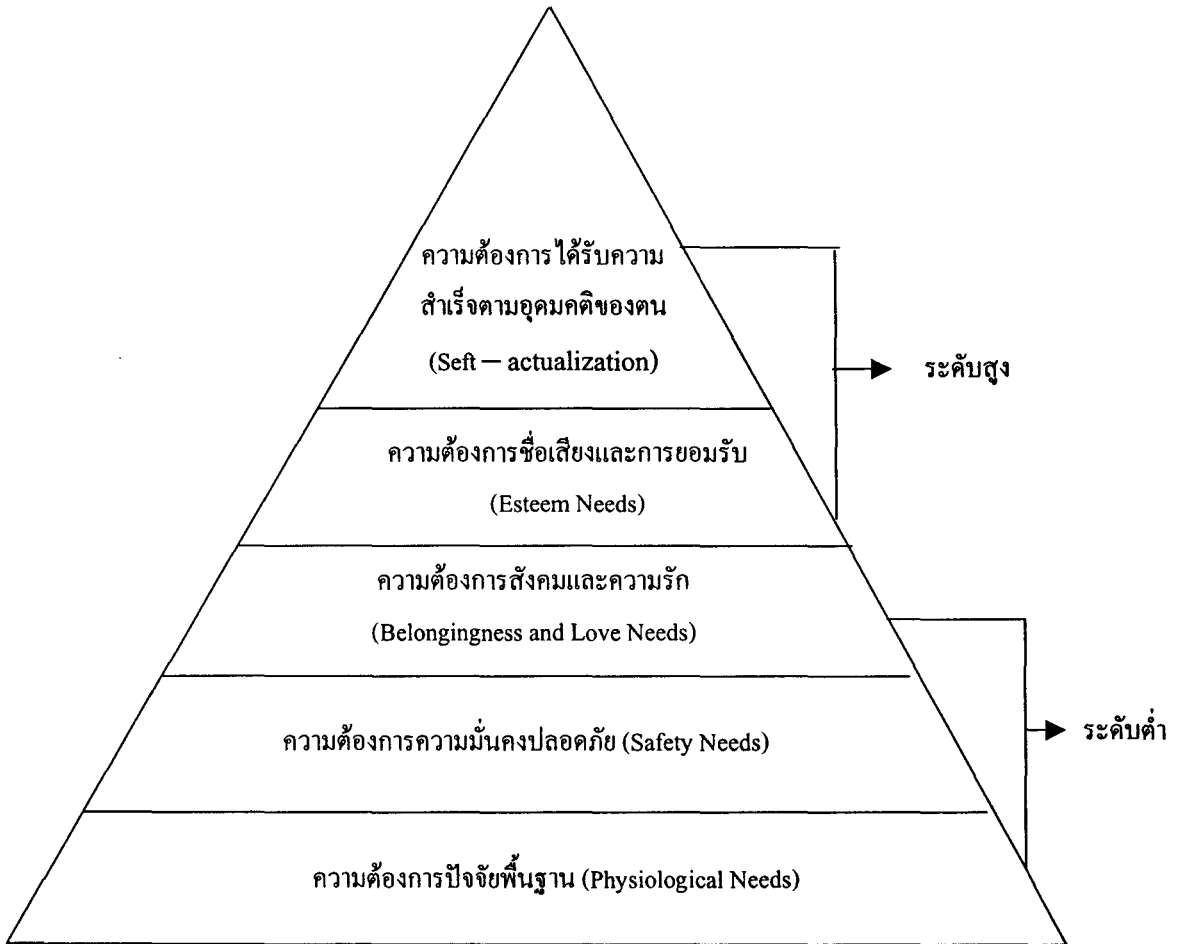 ความต้องการได้รับความ
สำเร็จตามอุดมคติของตน
(Seft — actualization)
ระดับสูง
ความต้องการชื่อเสียงและการยอมรับ
(Esteem Needs)
ความต้องการสังคมและความรัก
(Belongingness and Love Needs)
ระดับต่ำ
ความต้องการความมั่นคงปลอดภัย (Safety Needs)
ความต้องการปัจจัยพื้นฐาน (Physiological Needs)